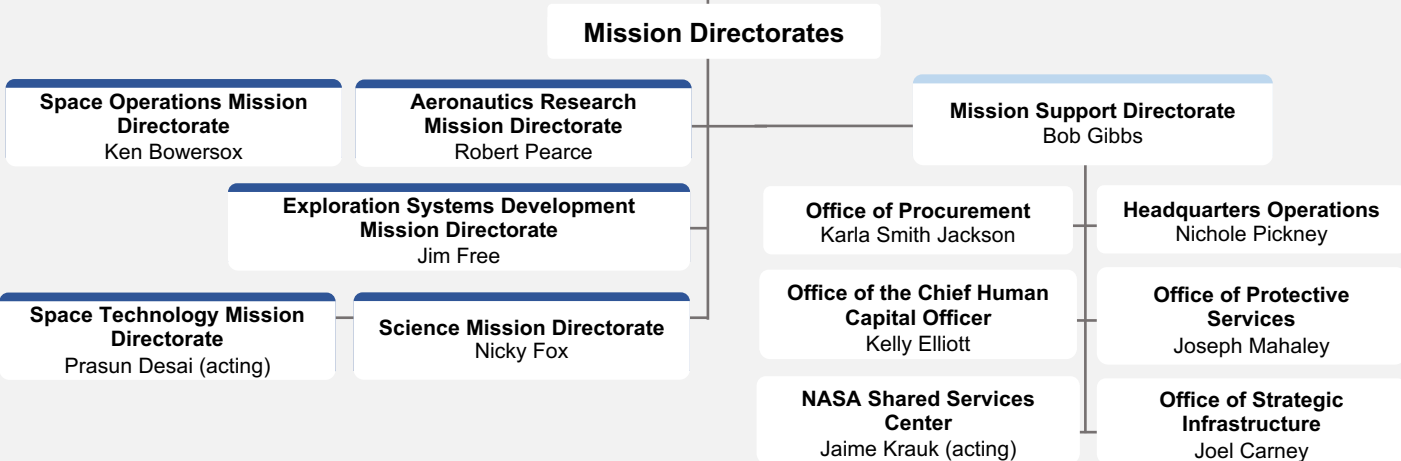 Mission Directorates
Space Operations Mission
Directorate
Ken Bowersox
Aeronautics Research
Mission Directorate
Robert Pearce
Mission Support Directorate
Bob Gibbs
Exploration Systems Development
Mission Directorate
Jim Free
Office of Procurement
Karla Smith Jackson
Headquarters Operations
Nichole Pickney
Space Technology Mission
Directorate
Prasun Desai (acting)
Science Mission Directorate
Nicky Fox
Office of the Chief Human
Capital Officer
Kelly Elliott
Office of Protective
Services
Joseph Mahaley
NASA Shared Services
Center
Jaime Krauk (acting)
Office of Strategic
Infrastructure
Joel Carney